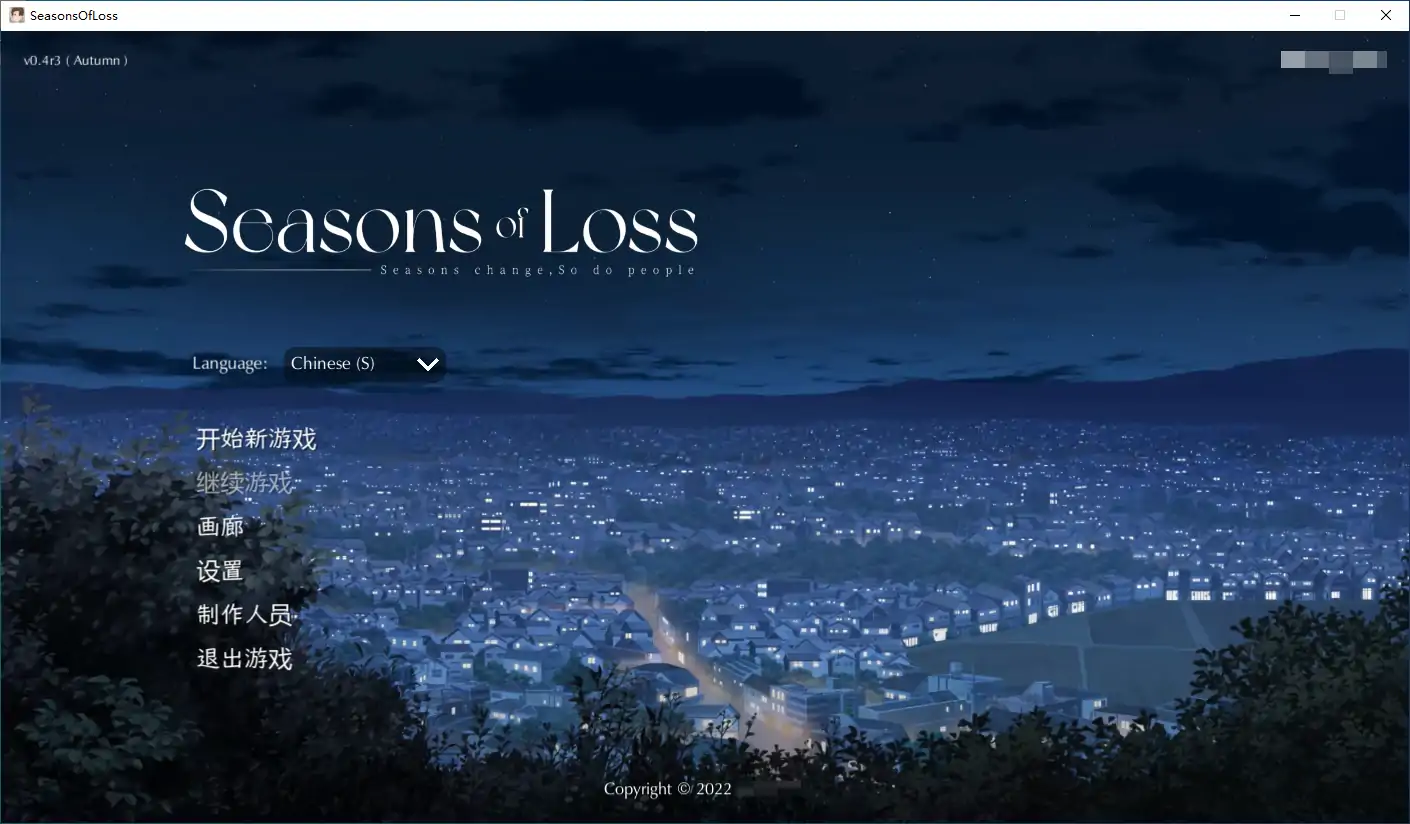 SeasonsOfLoss
v0.4r3 ( Autumn )
Seasons of Loss
Seasons change,So do people
Language: Chinese (S)
开始新游戏
继续游戏
画廊
设置
制作人员
退出游戏
Copyright © 2022